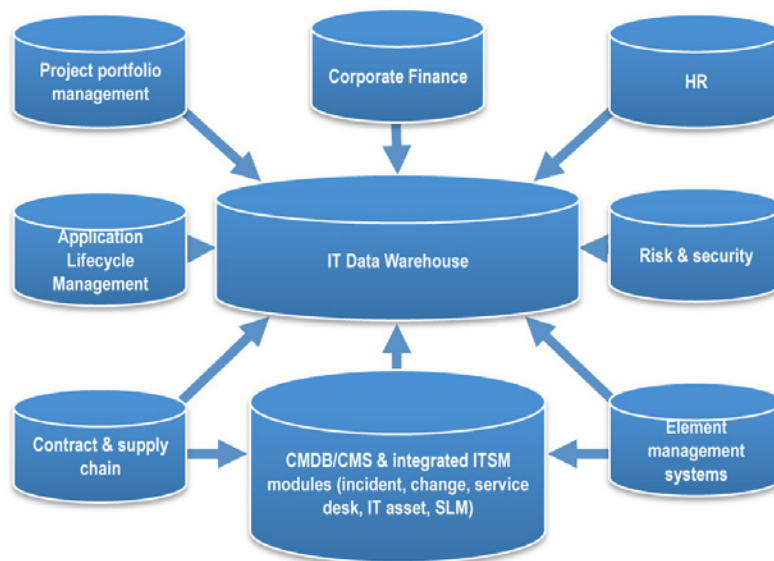 Project portfolio
management
Corporate Finance
HR
Application
Lifecycle
Management
IT Data Warehouse
Risk & security
Contract & supply
chain
CMDB/CMS & integrated ITSM
modules (incident, change, service
desk, IT asset, SLM)
Element
management
systems